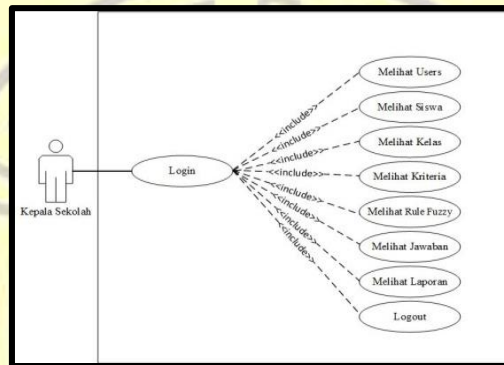 Melihat Users
<<include>>
Melihat Siswa
<<include>>
Melihat Kelas
<<include>>
Login
<<include>>
Melihat Kriteria
Kepala Sekolah
<<include>>
Melihat Rule Fuzzy
<<include>>
Melihat Jawaban
<<include>>
Melihat Laporan
<<include>>
Logout